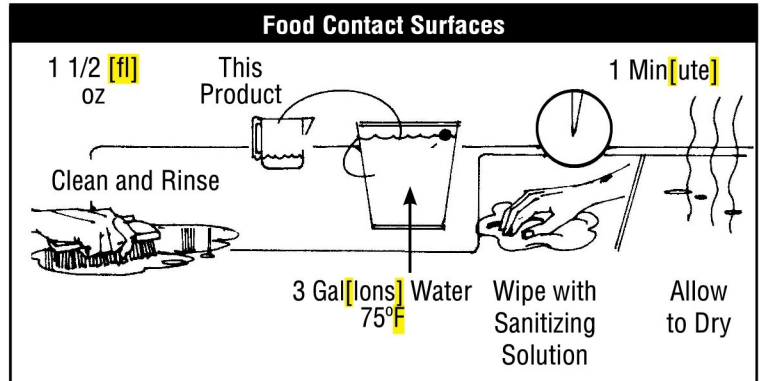 Food Contact Surfaces
1 1/2 [fl]
oz
This
Product
1 Min[ute]
Clean and Rinse
3 Gal[lons] Water
75ºF
Wipe with
Sanitizing
Solution
Allow
to Dry